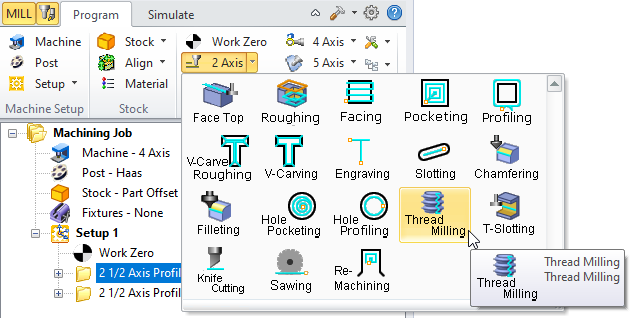 MILL
Program
Simulate
Machine
Post
Setup
Machine Setup
Stock
Align
Material
Stock
Work Zero
2 Axis
4 Axis
5 Axis
Face Top
Roughing
Facing
Pocketing
Profiling
V-Carve
Roughing
V-Carving
Engraving
Slotting
Chamfering
Filleting
Hole
Pocketing
Hole
Profiling
Thread
Milling
T-Slotting
Knife
Cutting
Sawing
Re-
Machining
Thread
Milling
Thread Milling
Thread Milling
Machining Job
Machine - 4 Axis
Post - Haas
Stock - Part Offset
Fixtures - None
Setup 1
Work Zero
2 1/2 Axis Profil
2 1/2 Axis Profil